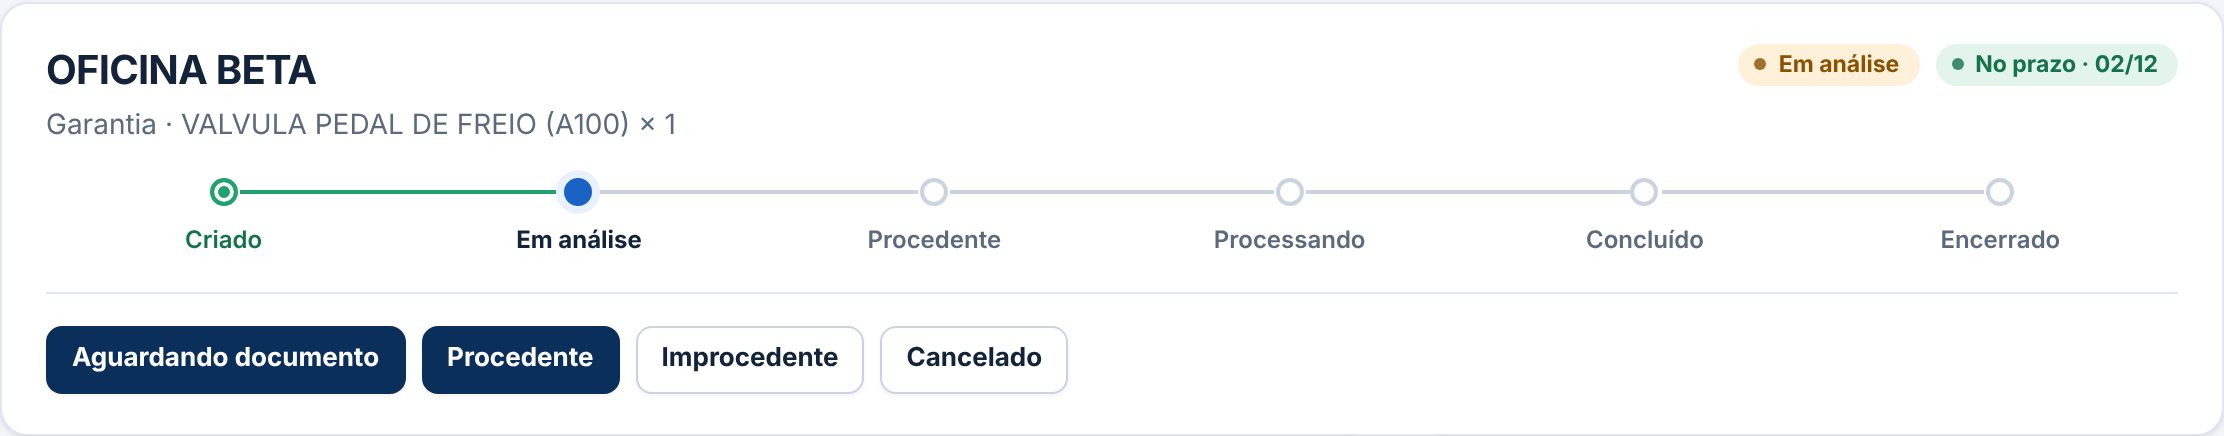 OFICINA BETA
Em análise
No prazo · 02/12
Garantia · VALVULA PEDAL DE FREIO (A100) × 1
Criado
Em análise
Procedente
Processando
Concluído
Encerrado
Aguardando documento
Procedente
Improcedente
Cancelado